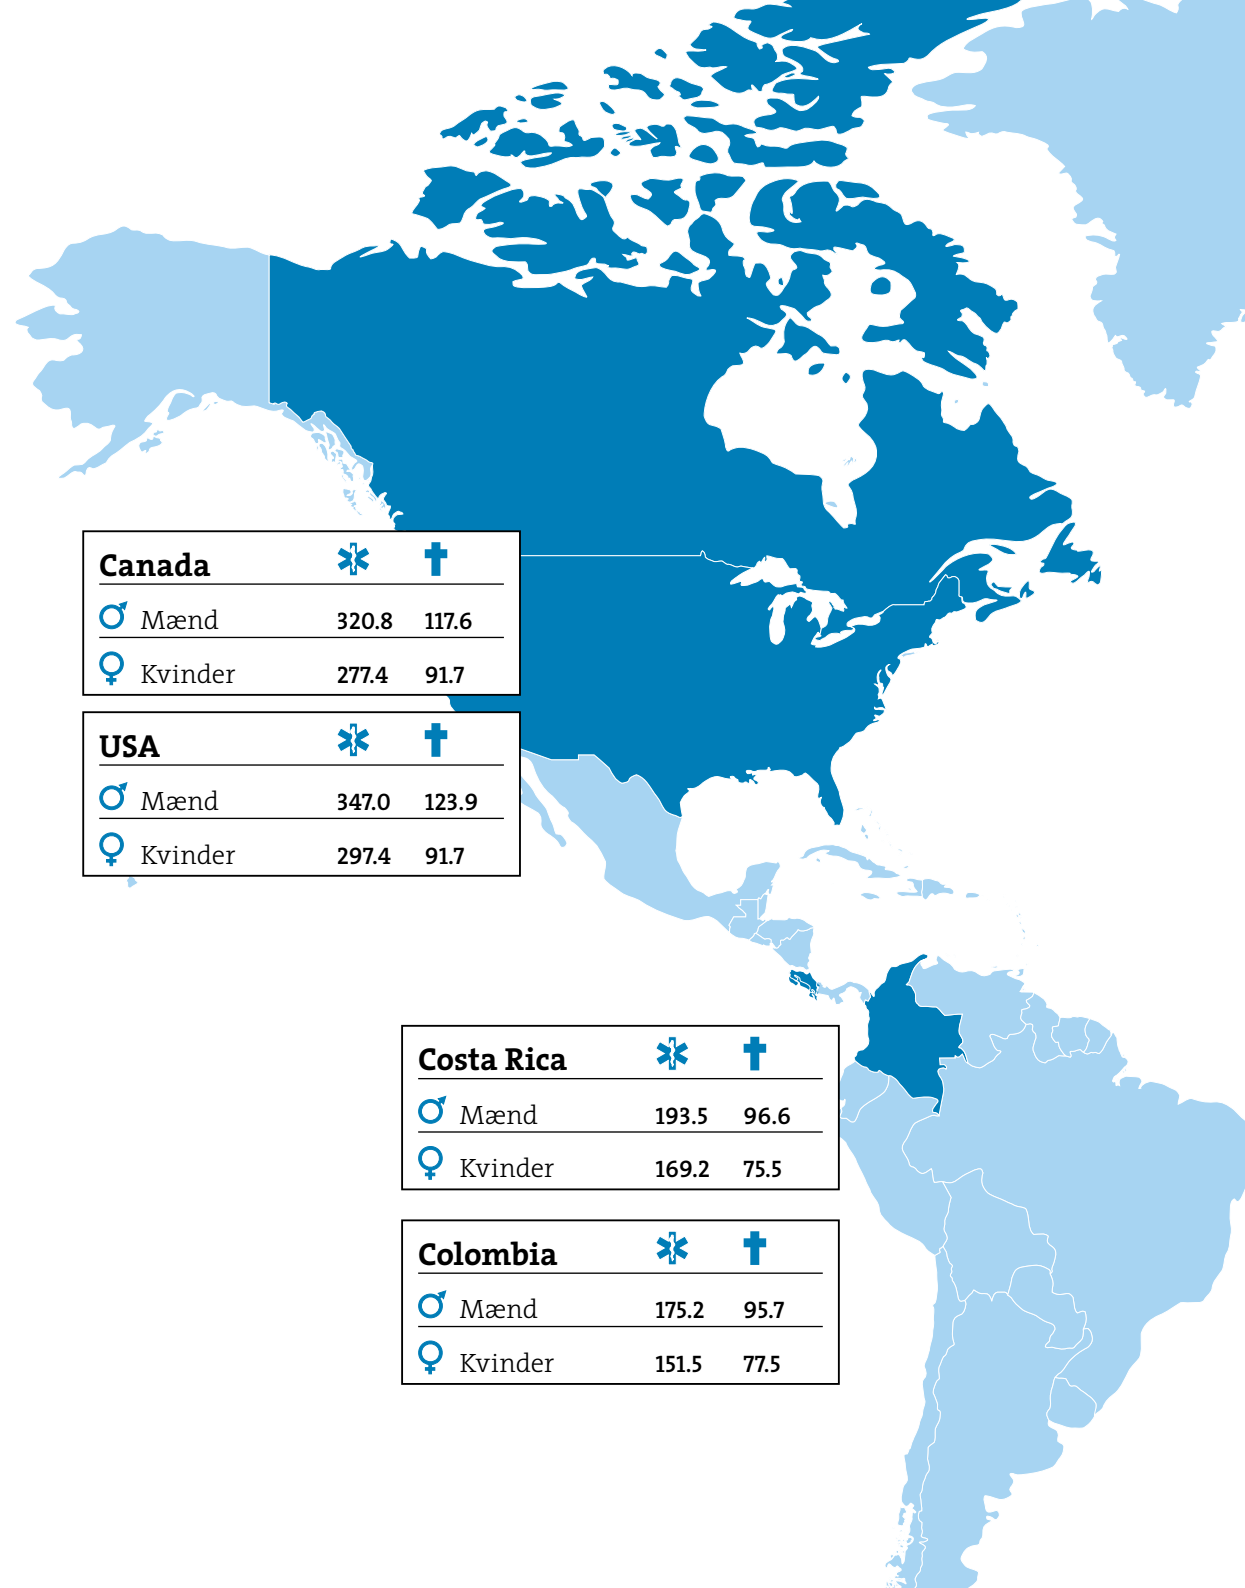 Canada
Mænd 320.8 117.6
Kvinder 277.4 91.7
USA
Mænd 347.0 123.9
Kvinder 297.4 91.7
Costa Rica
Mænd 193.5 96.6
Kvinder 169.2 75.5
Colombia
Mænd 175.2 95.7
Kvinder 151.5 77.5